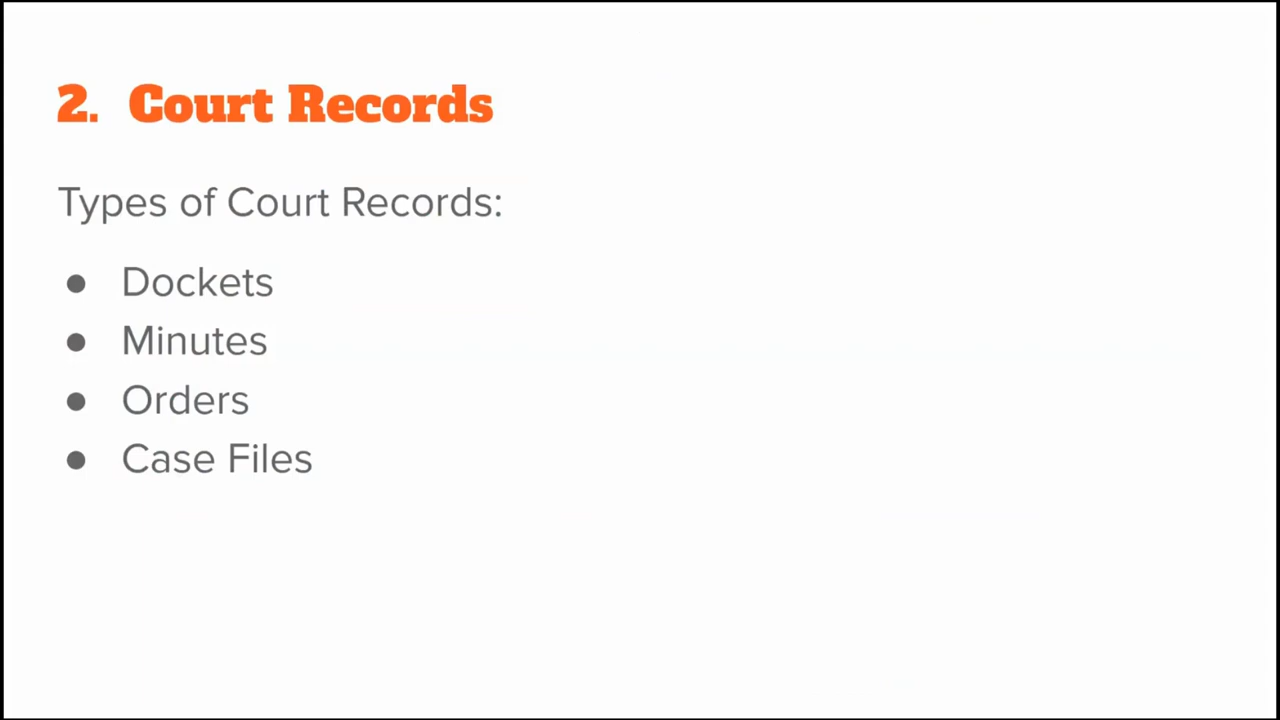 2. Court Records
Types of Court Records:
● Dockets
● Minutes
● Orders
● Case Files